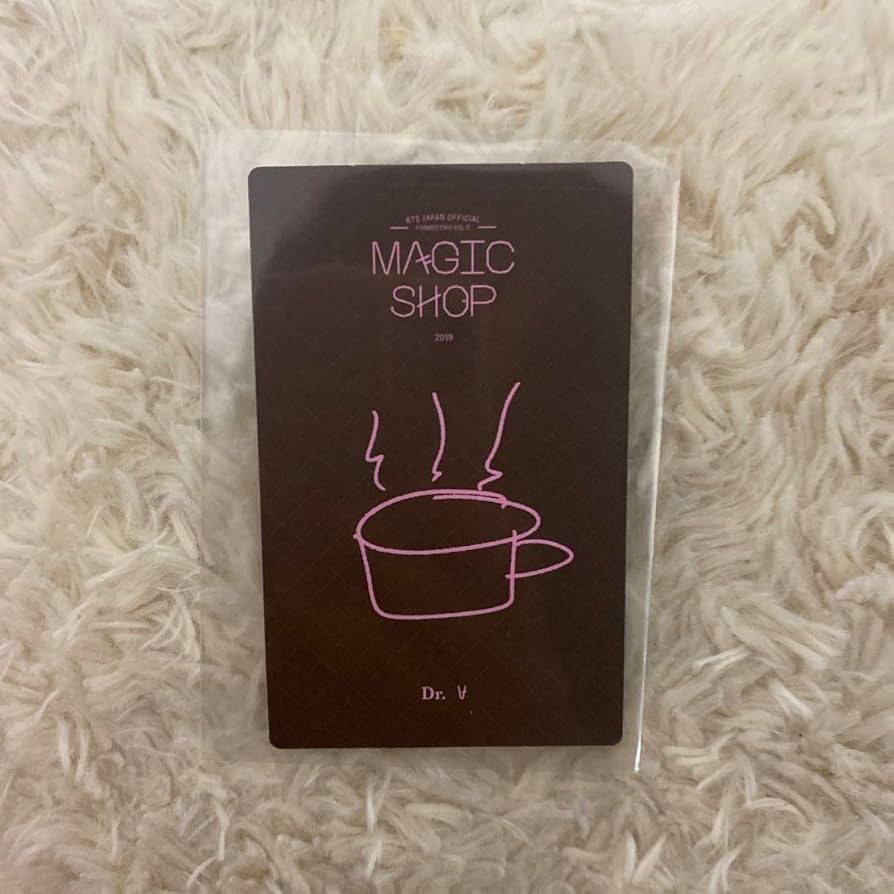 BTS JAPAN OFFICIAL
FANMEETING VOL.5
MAGIC
SHOP
2019
Dr. V